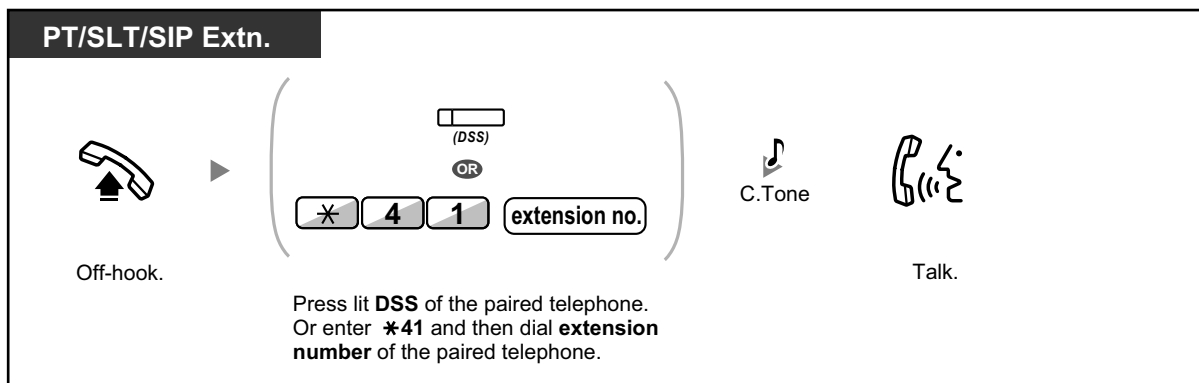 PT/SLT/SIP Extn.
(DSS)
OR
* 4 1 extension no.
C.Tone
Off-hook.
Talk.
Press lit DSS of the paired telephone.
Or enter *41 and then dial extension
number of the paired telephone.